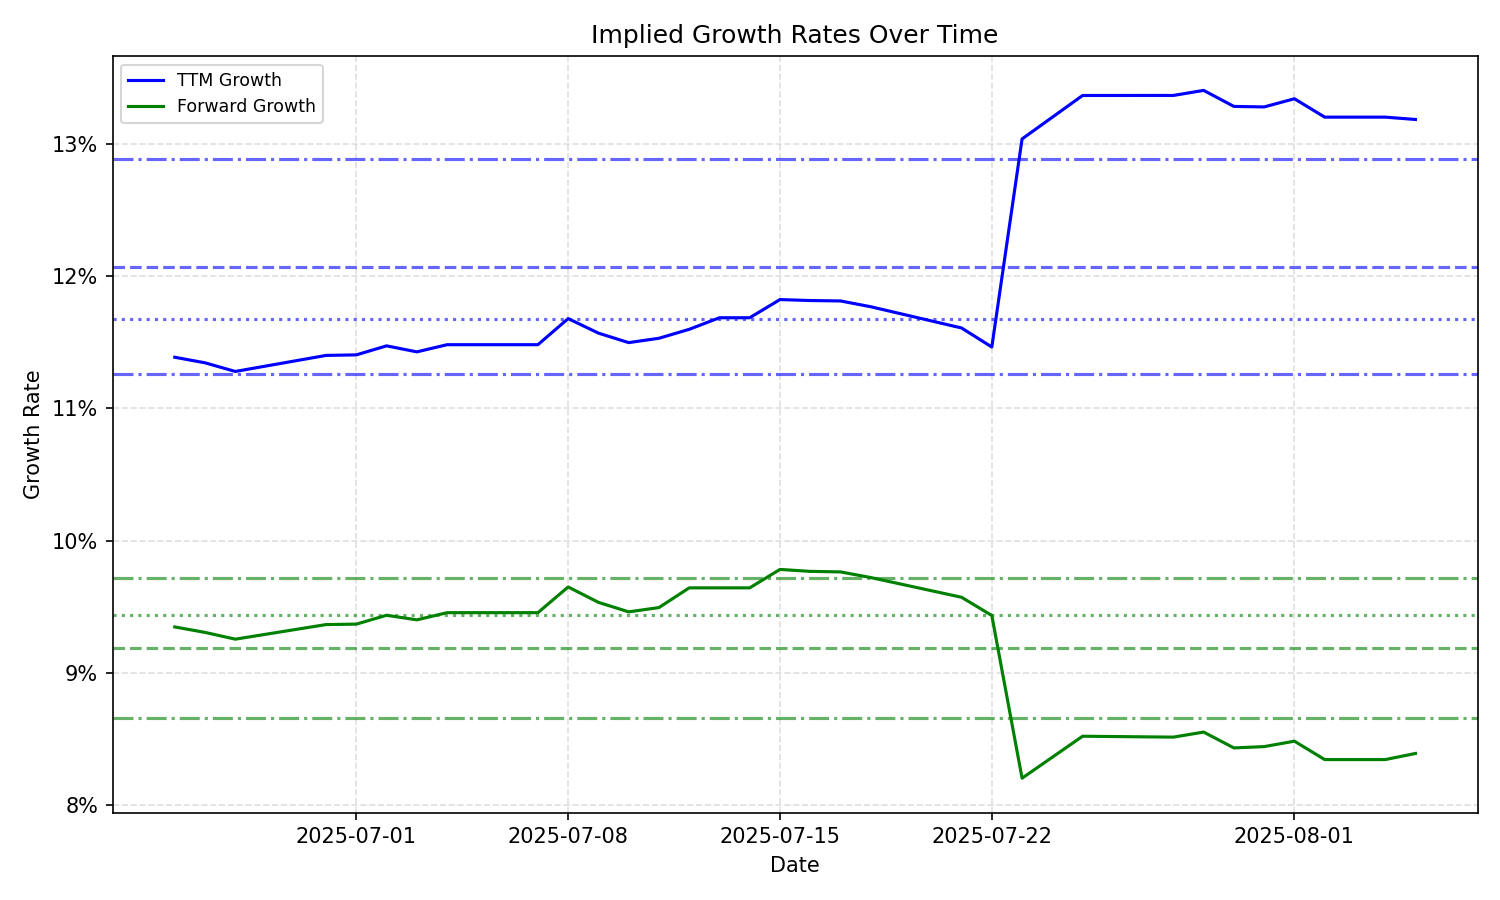 Implied Growth Rates Over Time
TTM Growth
Forward Growth
13%
12%
11%
10%
9%
8%
Growth Rate
2025-07-01
2025-07-08
2025-07-15
2025-07-22
2025-08-01
Date